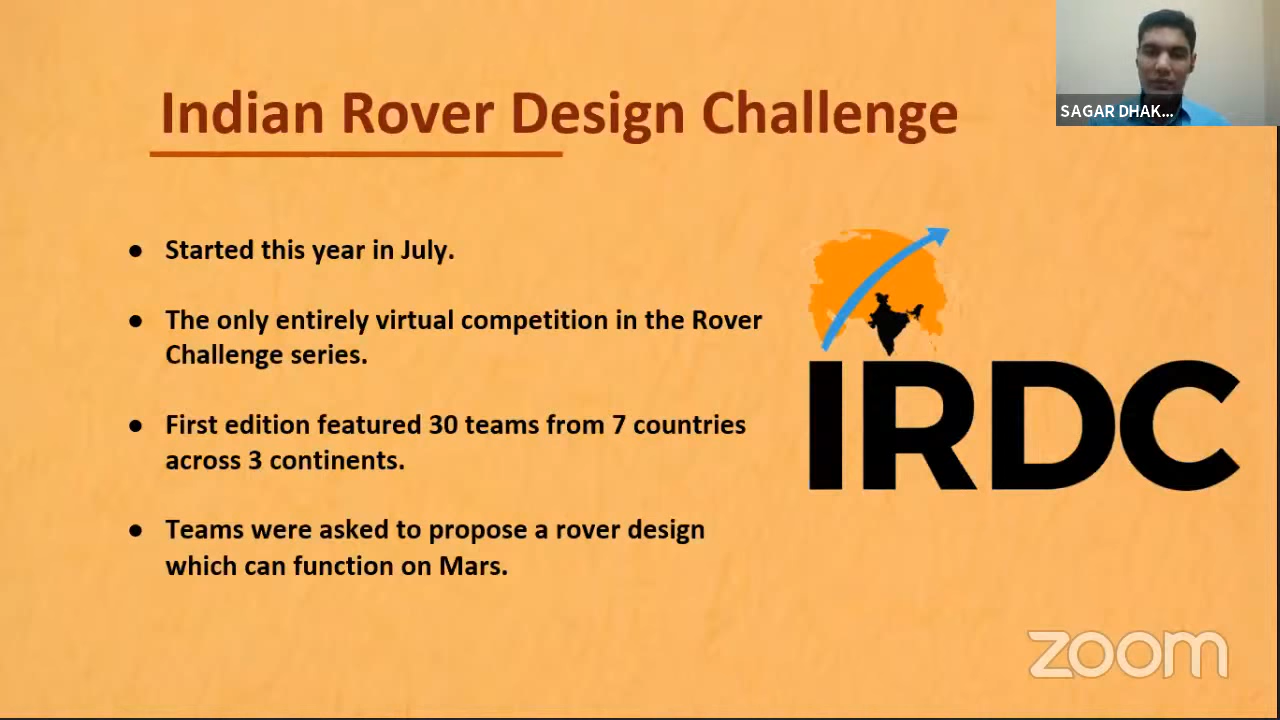 Indian Rover Design Challenge
SAGAR DHAK...
● Started this year in July.
● The only entirely virtual competition in the Rover
Challenge series.
● First edition featured 30 teams from 7 countries
across 3 continents.
● Teams were asked to propose a rover design
which can function on Mars.
IRDC
zoom